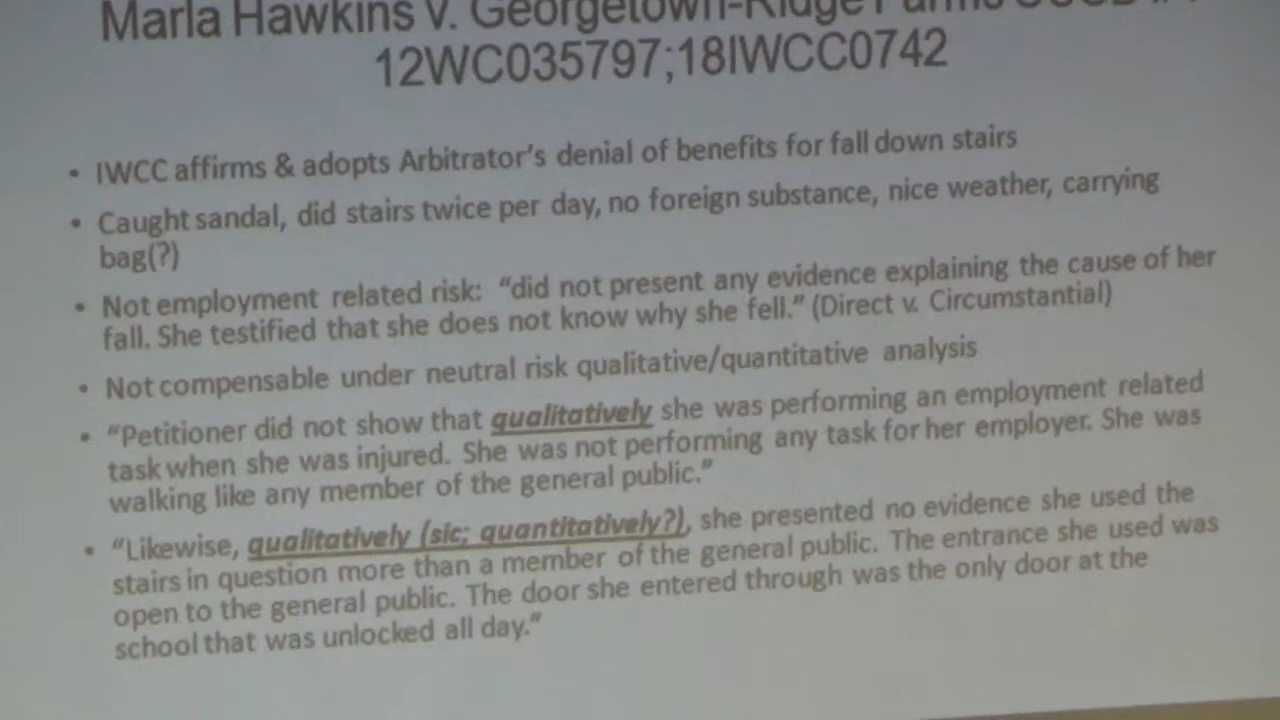 Marla Hawkins v. Georgetown-Ridge Farms
12WC035797;18IWCC0742
• IWCC affirms & adopts Arbitrator's denial of benefits for fall down stairs
• Caught sandal, did stairs twice per day, no foreign substance, nice weather, carrying
bag(?)
• Not employment related risk: "did not present any evidence explaining the cause of her
fall. She testified that she does not know why she fell." (Direct v. Circumstantial)
• Not compensable under neutral risk qualitative/quantitative analysis
• "Petitioner did not show that qualitatively she was performing an employment related
task when she was injured. She was not performing any task for her employer. She was
walking like any member of the general public."
• "Likewise, qualitatively (sic; quantitatively?), she presented no evidence she used the
stairs in question more than a member of the general public. The entrance she used was
open to the general public. The door she entered through was the only door at the
school that was unlocked all day."